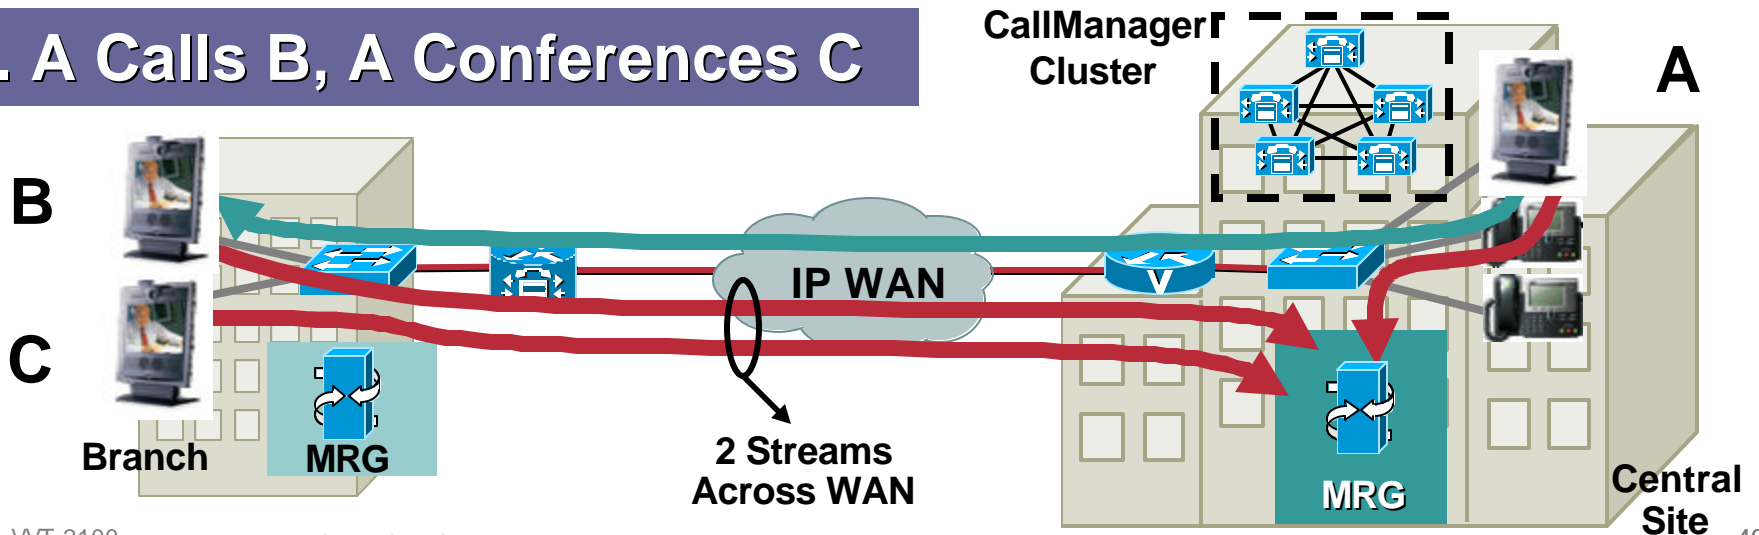 . A Calls B, A Conferences C
CallManager
Cluster
A
B
IP WAN
V
C
Branch
MRG
2 Streams
Across WAN
MRG
Central
Site